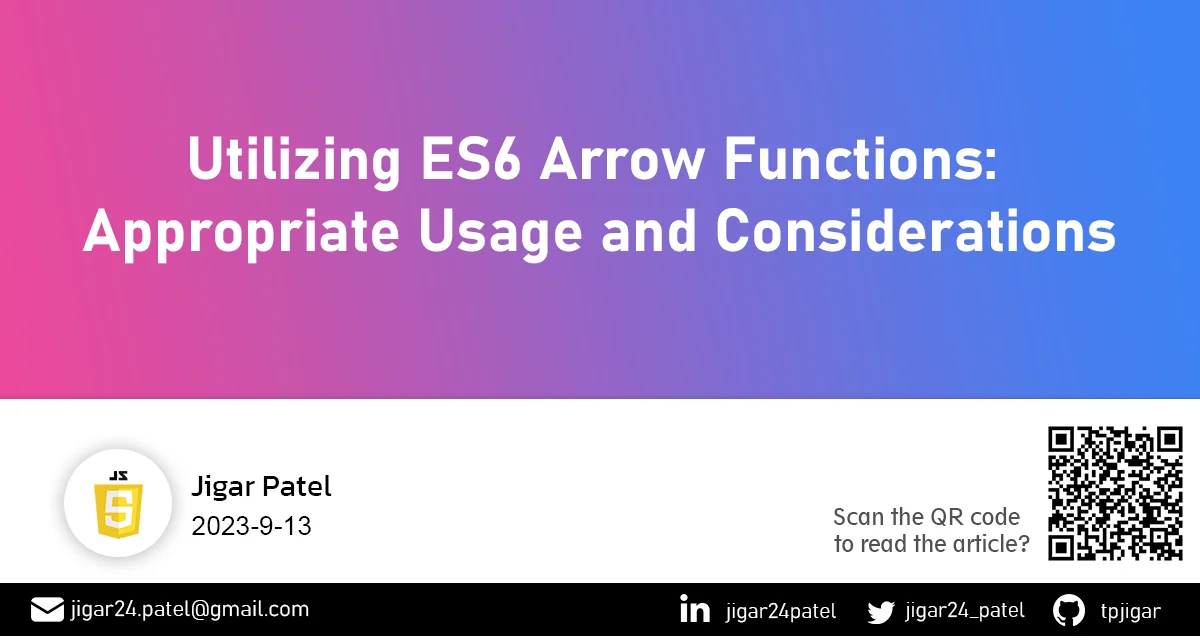 Utilizing ES6 Arrow Functions:
Appropriate Usage and Considerations
JS
5
Jigar Patel
2023-9-13
Scan the QR code
to read the article?
jigar24.patel@gmail.com
in
jigar24patel
jigar24_patel
tpjigar